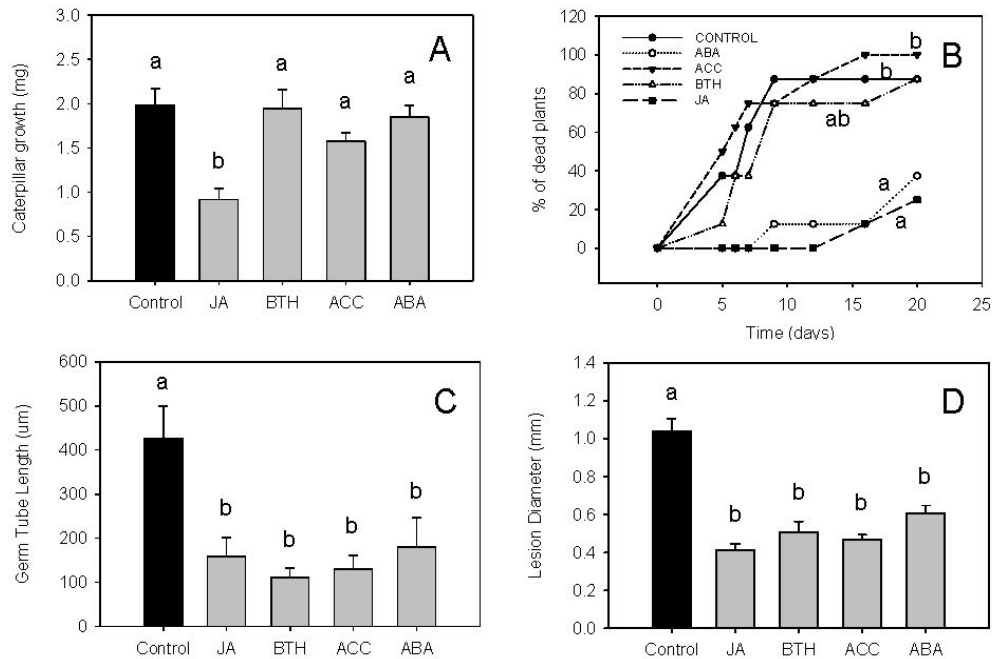 A
Caterpillar growth (mg)
3.0
2.5
2.0
1.5
1.0
0.5
0.0
a
b
a
a
a
Control
JA
BTH
ACC
ABA
B
% of dead plants
120
100
80
60
40
20
0
CONTROL
ABA
ACC
BTH
JA
b
b
ab
a
a
0
5
10
15
20
25
Time (days)
C
Germ Tube Length (um)
600
500
400
300
200
100
0
a
b
b
b
b
Control
JA
BTH
ACC
ABA
D
Lesion Diameter (mm)
1.4
1.2
1.0
0.8
0.6
0.4
0.2
0.0
a
b
b
b
b
Control
JA
BTH
ACC
ABA